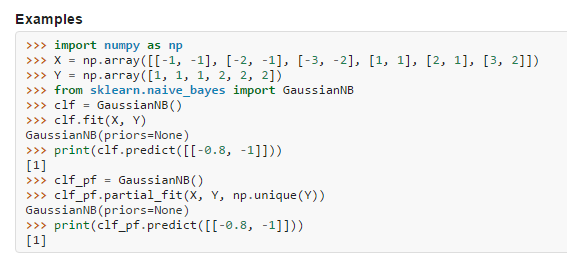 Examples
>>> import numpy as np
>>> X = np.array([[-1, -1], [-2, -1], [-3, -2], [1, 1], [2, 1], [3, 2]])
>>> Y = np.array([1, 1, 1, 2, 2, 2])
>>> from sklearn.naive_bayes import GaussianNB
>>> clf = GaussianNB()
>>> clf.fit(X, Y)
GaussianNB(priors=None)
>>> print(clf.predict([[-0.8, -1]]))
[1]
>>> clf_pf = GaussianNB()
>>> clf_pf.partial_fit(X, Y, np.unique(Y))
GaussianNB(priors=None)
>>> print(clf_pf.predict([[-0.8, -1]]))
[1]